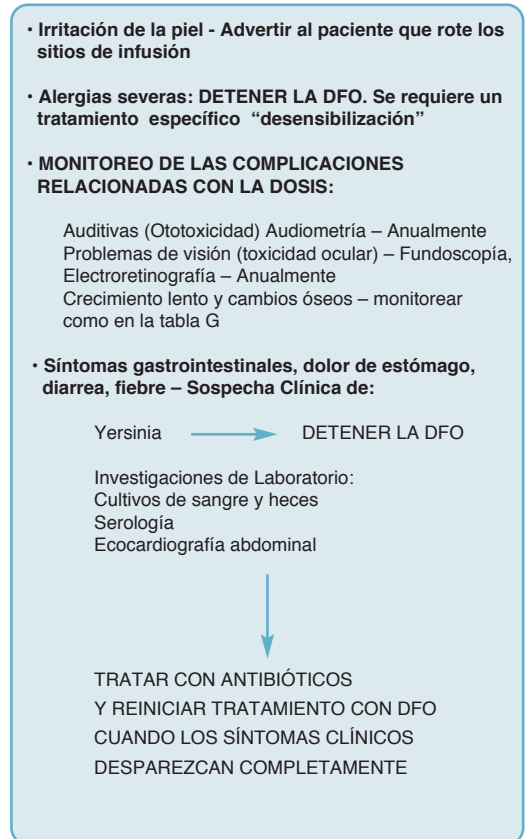 • Irritación de la piel - Advertir al paciente que rote los
sitios de infusión
• Alergias severas: DETENER LA DFO. Se requiere un
tratamiento específico “desensibilización”
• MONITOREO DE LAS COMPLICACIONES
RELACIONADAS CON LA DOSIS:
Auditivas (Ototoxicidad) Audiometría – Anualmente
Problemas de visión (toxicidad ocular) – Fundoscopía,
Electroretinografía – Anualmente
Crecimiento lento y cambios óseos – monitorear
como en la tabla G
• Síntomas gastrointestinales, dolor de estómago,
diarrea, fiebre – Sospecha Clínica de:
Yersinia DETENER LA DFO
Investigaciones de Laboratorio:
Cultivos de sangre y heces
Serología
Ecocardiografía abdominal
TRATAR CON ANTIBIÓTICOS
Y REINICIAR TRATAMIENTO CON DFO
CUANDO LOS SÍNTOMAS CLÍNICOS
DESPAREZCAN COMPLETAMENTE